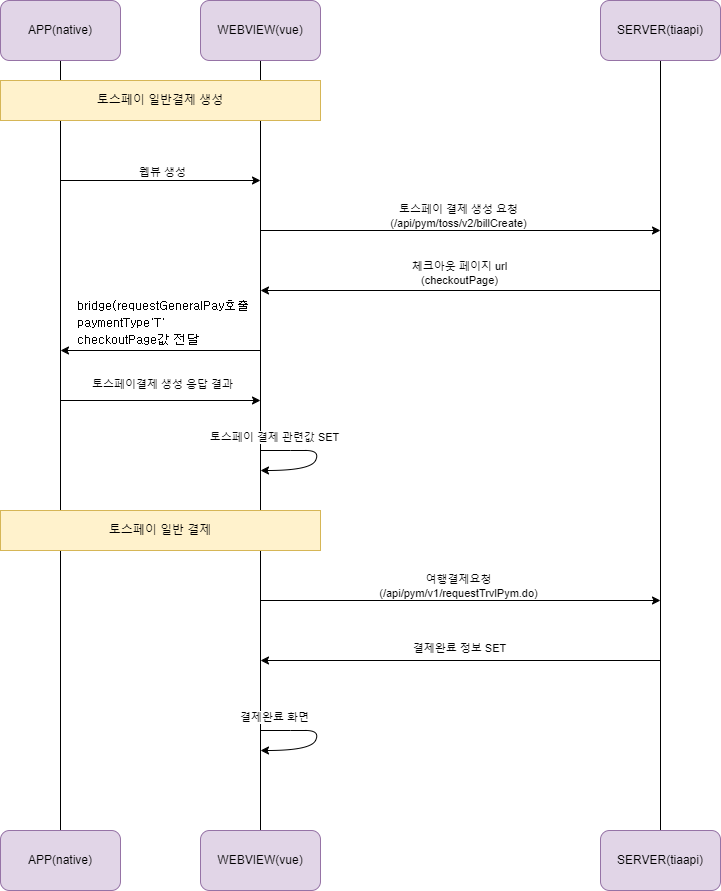 APP(native)
WEBVIEW(vue)
SERVER(tiaapi)
토스페이 일반결제 생성
웹뷰 생성
토스페이 결제 생성 요청
(/api/pym/toss/v2/billCreate)
체크아웃 페이지 url
(checkoutPage)
bridge(requestGeneralPay호출
paymentType'T'
checkoutPage값 전달
토스페이결제 생성 응답 결과
토스페이 결제 관련값 SET
토스페이 일반 결제
여행결제요청
(/api/pym/v1/requestTrvlPym.do)
결제완료 정보 SET
결제완료 화면
APP(native)
WEBVIEW(vue)
SERVER(tiaapi)